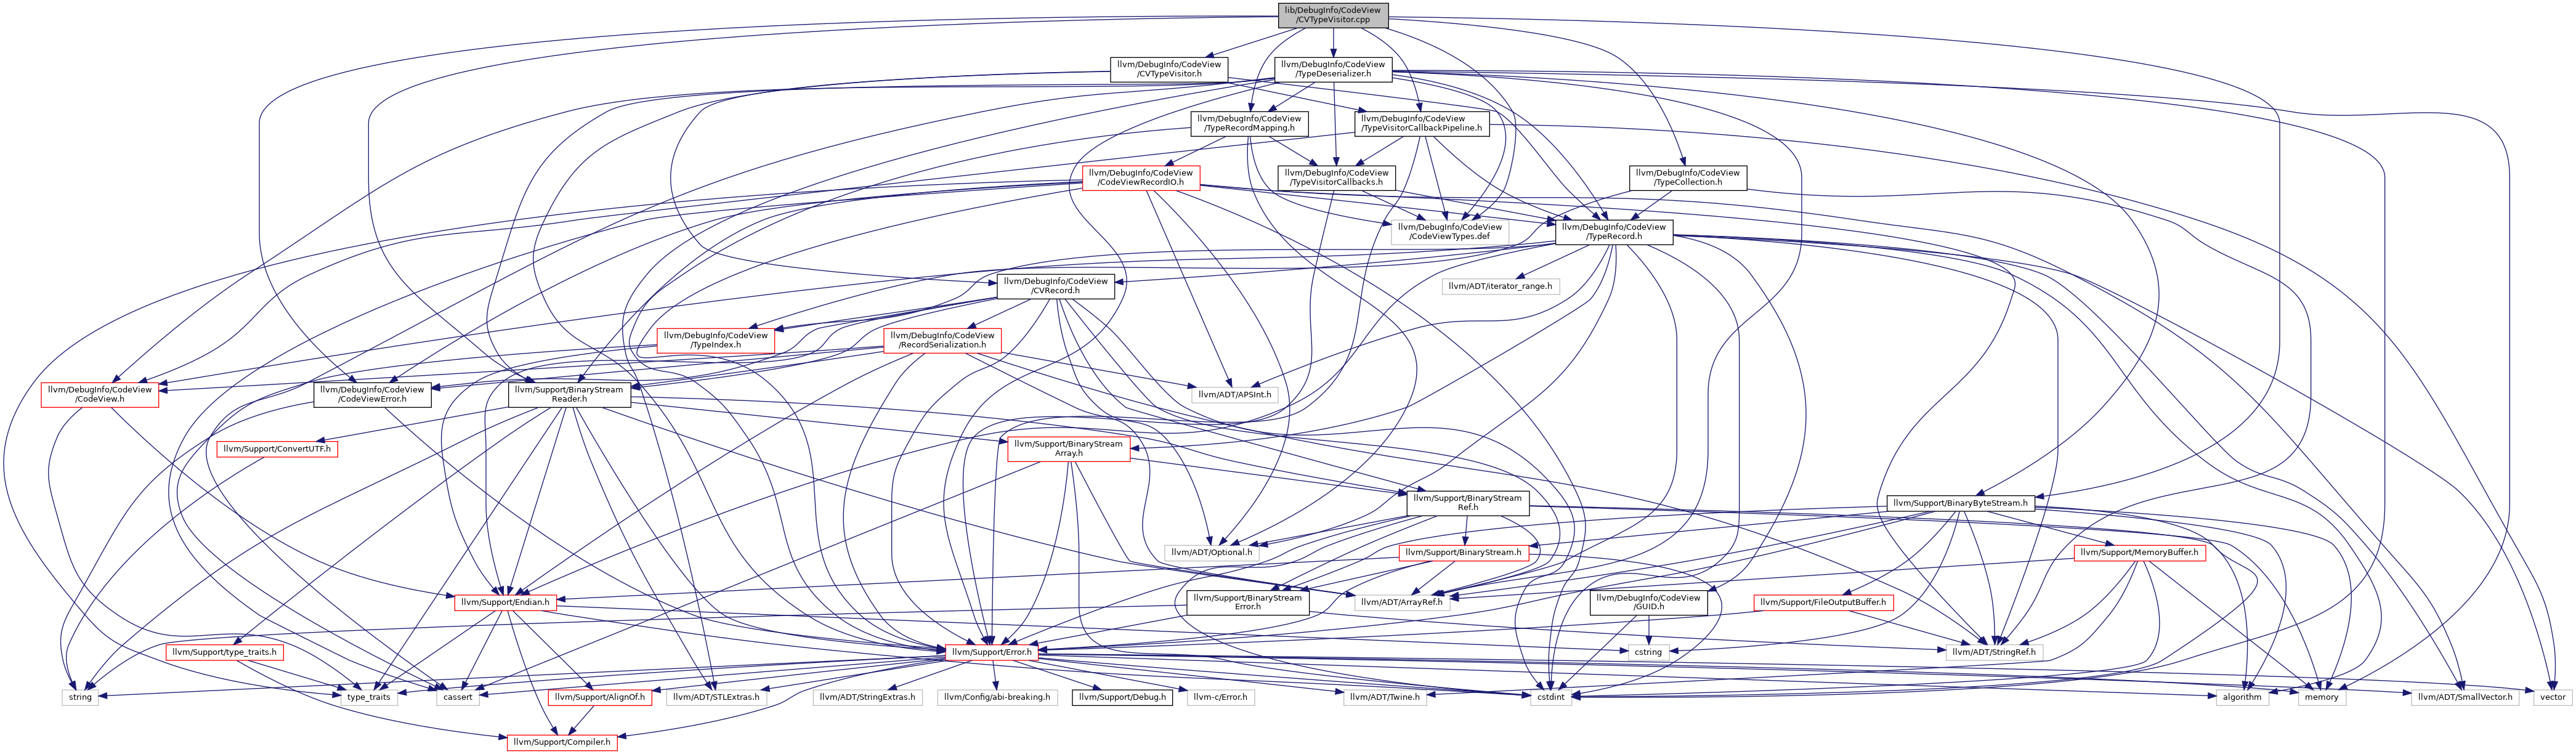 lib/DebugInfo/CodeView
/CVTypeVisitor.cpp
llvm/DebugInfo/CodeView
/CVTypeVisitor.h
llvm/DebugInfo/CodeView
/TypeDeserializer.h
llvm/DebugInfo/CodeView
/TypeRecordMapping.h
llvm/DebugInfo/CodeView
/TypeVisitorCallbackPipeline.h
llvm/DebugInfo/CodeView
/CodeViewRecordIO.h
llvm/DebugInfo/CodeView
/TypeVisitorCallbacks.h
llvm/DebugInfo/CodeView
/TypeCollection.h
llvm/DebugInfo/CodeView
/CodeViewTypes.def
llvm/DebugInfo/CodeView
/TypeRecord.h
llvm/DebugInfo/CodeView
/CVRecord.h
llvm/ADT/iterator_range.h
llvm/DebugInfo/CodeView
/TypeIndex.h
llvm/DebugInfo/CodeView
/RecordSerialization.h
llvm/DebugInfo/CodeView
/CodeView.h
llvm/DebugInfo/CodeView
/CodeViewError.h
llvm/Support/BinaryStream
Reader.h
llvm/ADT/APSInt.h
llvm/Support/ConvertUTF.h
llvm/Support/BinaryStream
Array.h
llvm/Support/BinaryStream
Ref.h
llvm/Support/BinaryByteStream.h
llvm/ADT/Optional.h
llvm/Support/BinaryStream.h
llvm/Support/MemoryBuffer.h
llvm/Support/Endian.h
llvm/Support/BinaryStream
Error.h
llvm/ADT/ArrayRef.h
llvm/DebugInfo/CodeView
/GUID.h
llvm/Support/FileOutputBuffer.h
llvm/Support/type_traits.h
llvm/Support/Error.h
cstring
llvm/ADT/StringRef.h
string
type_traits
cassert
llvm/Support/AlignOf.h
llvm/ADT/STLExtras.h
llvm/ADT/StringExtras.h
llvm/Config/abi-breaking.h
llvm/Support/Debug.h
llvm-c/Error.h
llvm/ADT/Twine.h
cstdint
algorithm
memory
llvm/ADT/SmallVector.h
vector
llvm/Support/Compiler.h